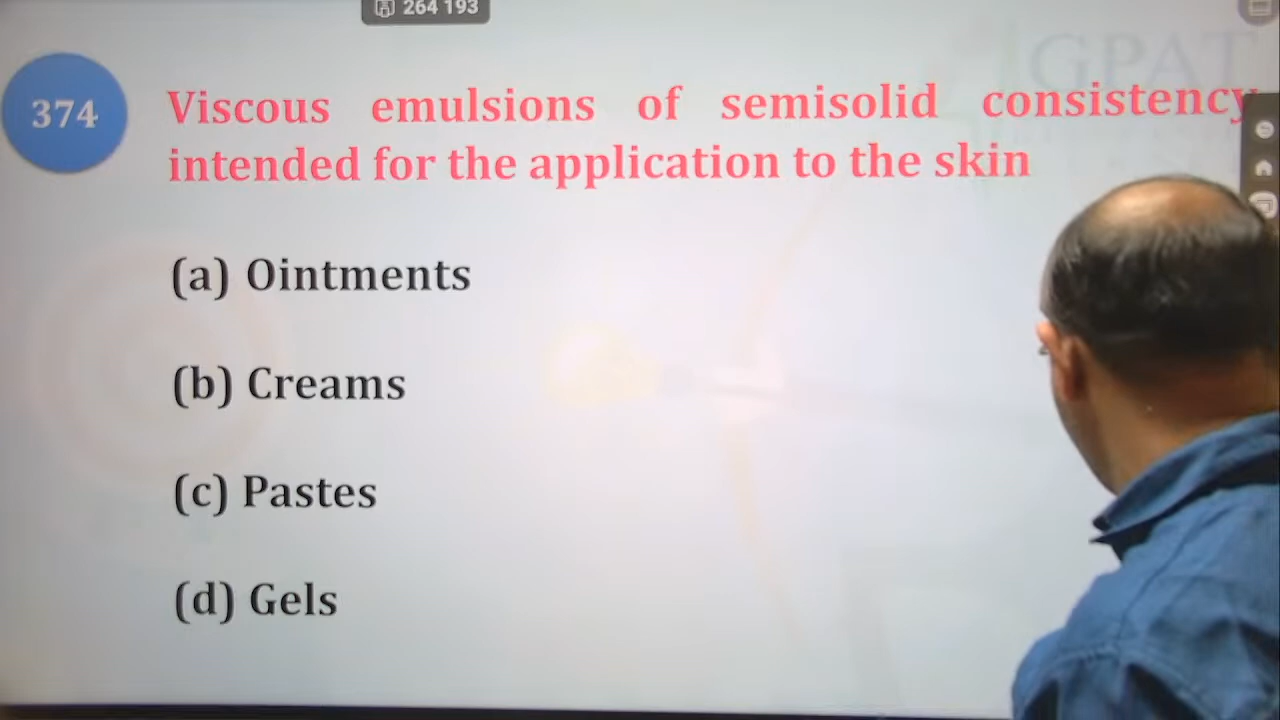 264 193
GPAT
374
Viscous emulsions of semisolid consistency
intended for the application to the skin
(a) Ointments
(b) Creams
(c) Pastes
(d) Gels